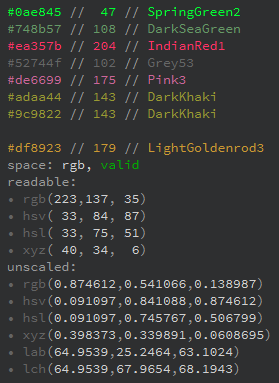 #0ae845 //  47 // SpringGreen2
#748b57 // 108 // DarkSeaGreen
#ea357b // 204 // IndianRed1
#52744f // 102 // Grey53
#de6699 // 175 // Pink3
#adaa44 // 143 // DarkKhaki
#9c9822 // 143 // DarkKhaki

#df8923 // 179 // LightGoldenrod3
space: rgb, valid
readable:
• rgb(223,137, 35)
• hsv( 33, 84, 87)
• hsl( 33, 75, 51)
• xyz( 40, 34,  6)
unscaled:
• rgb(0.874612,0.541066,0.138987)
• hsv(0.091097,0.841088,0.874612)
• hsl(0.091097,0.745767,0.506799)
• xyz(0.398373,0.339891,0.0608695)
• lab(64.9539,25.2464,63.1024)
• lch(64.9539,67.9654,68.1943)